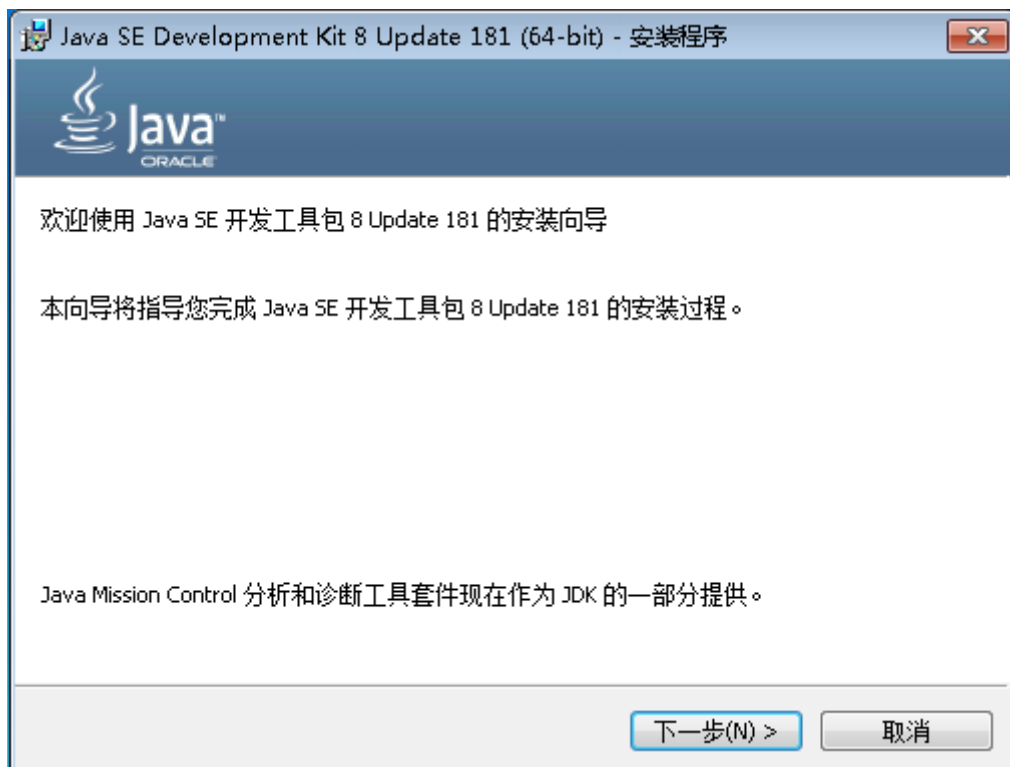 Java SE Development Kit 8 Update 181 (64-bit) - 安装程序
Java™
ORACLE
欢迎使用 Java SE 开发工具包 8 Update 181 的安装向导
本向导将指导您完成 Java SE 开发工具包 8 Update 181 的安装过程。
Java Mission Control 分析和诊断工具套件现在作为 JDK 的一部分提供。
下一步(N) >
取消